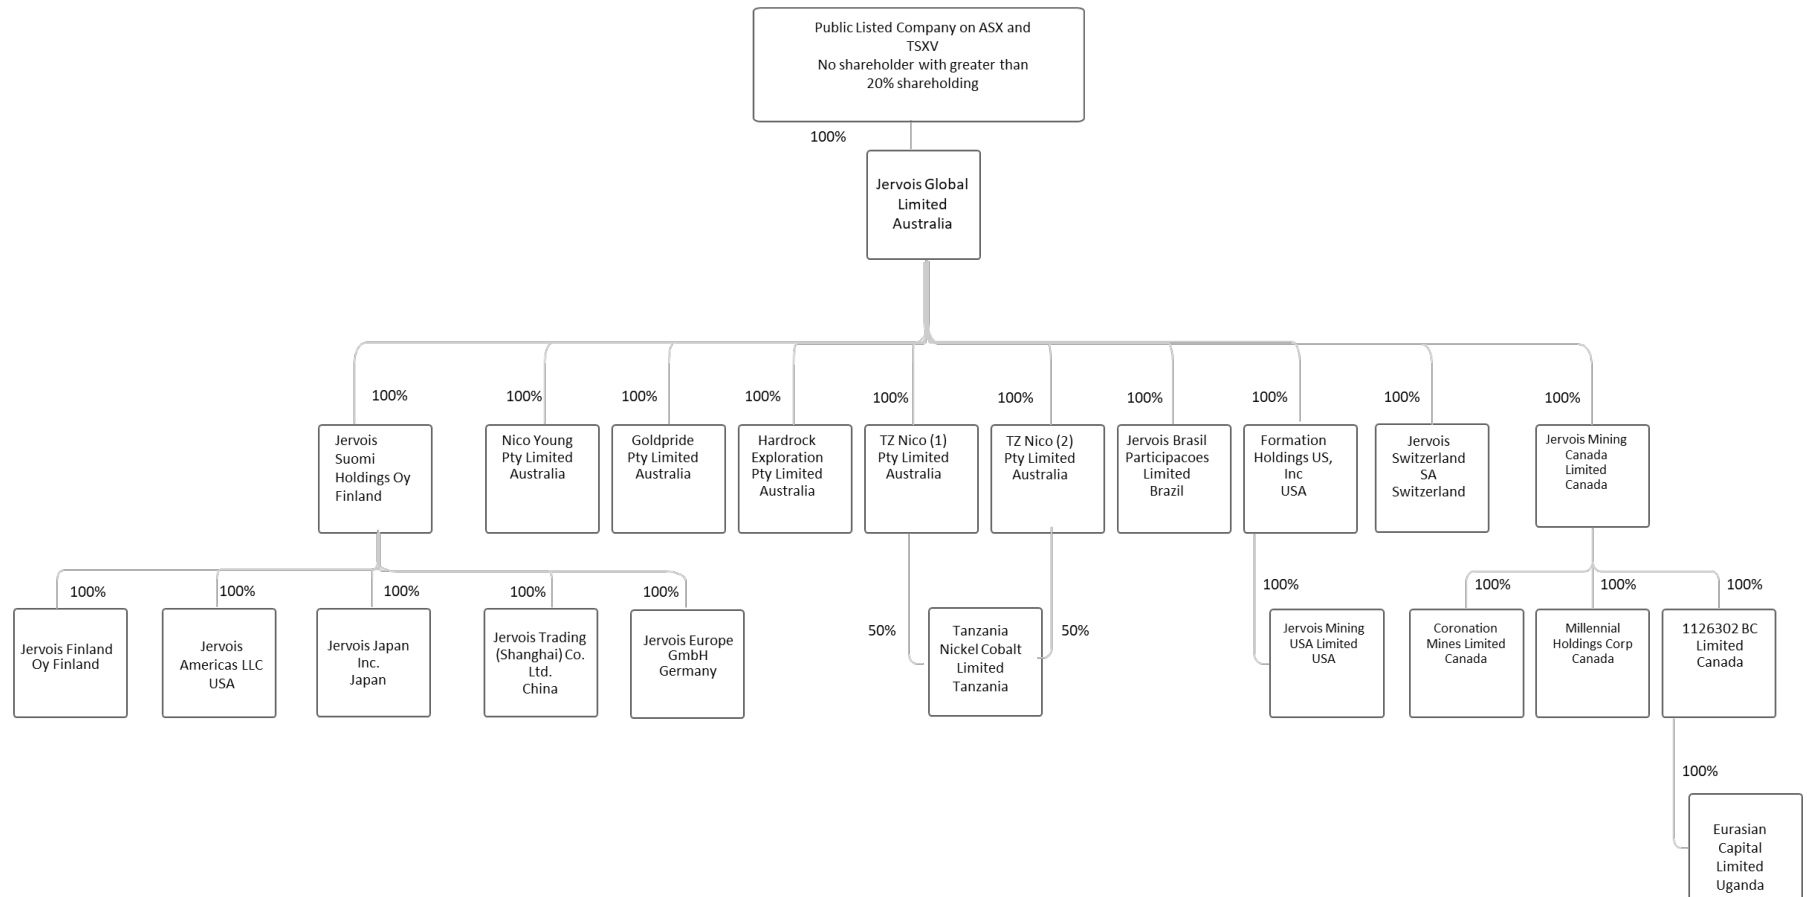 Public Listed Company on ASX and
TSXV
No shareholder with greater than
20% shareholding
100%
Jervois Global
Limited
Australia
100%
100%
100%
100%
100%
100%
100%
100%
100%
100%
Jervois
Suomi
Holdings Oy
Finland
Nico Young
Pty Limited
Australia
Goldpride
Pty Limited
Australia
Hardrock
Exploration
Pty Limited
Australia
TZ Nico (1)
Pty Limited
Australia
TZ Nico (2)
Pty Limited
Australia
Jervois Brasil
Participacoes
Limited
Brazil
Formation
Holdings US,
Inc
USA
Jervois
Switzerland
SA
Switzerland
Jervois Mining
Canada
Limited
Canada
100%
100%
100%
100%
100%
50%
50%
100%
100%
100%
100%
Jervois Finland
Oy Finland
Jervois
Americas LLC
USA
Jervois Japan
Inc.
Japan
Jervois Trading
(Shanghai) Co.
Ltd.
China
Jervois Europe
GmbH
Germany
Tanzania
Nickel Cobalt
Limited
Tanzania
Jervois Mining
USA Limited
USA
Coronation
Mines Limited
Canada
Millennial
Holdings Corp
Canada
1126302 BC
Limited
Canada
100%
Eurasian
Capital
Limited
Uganda